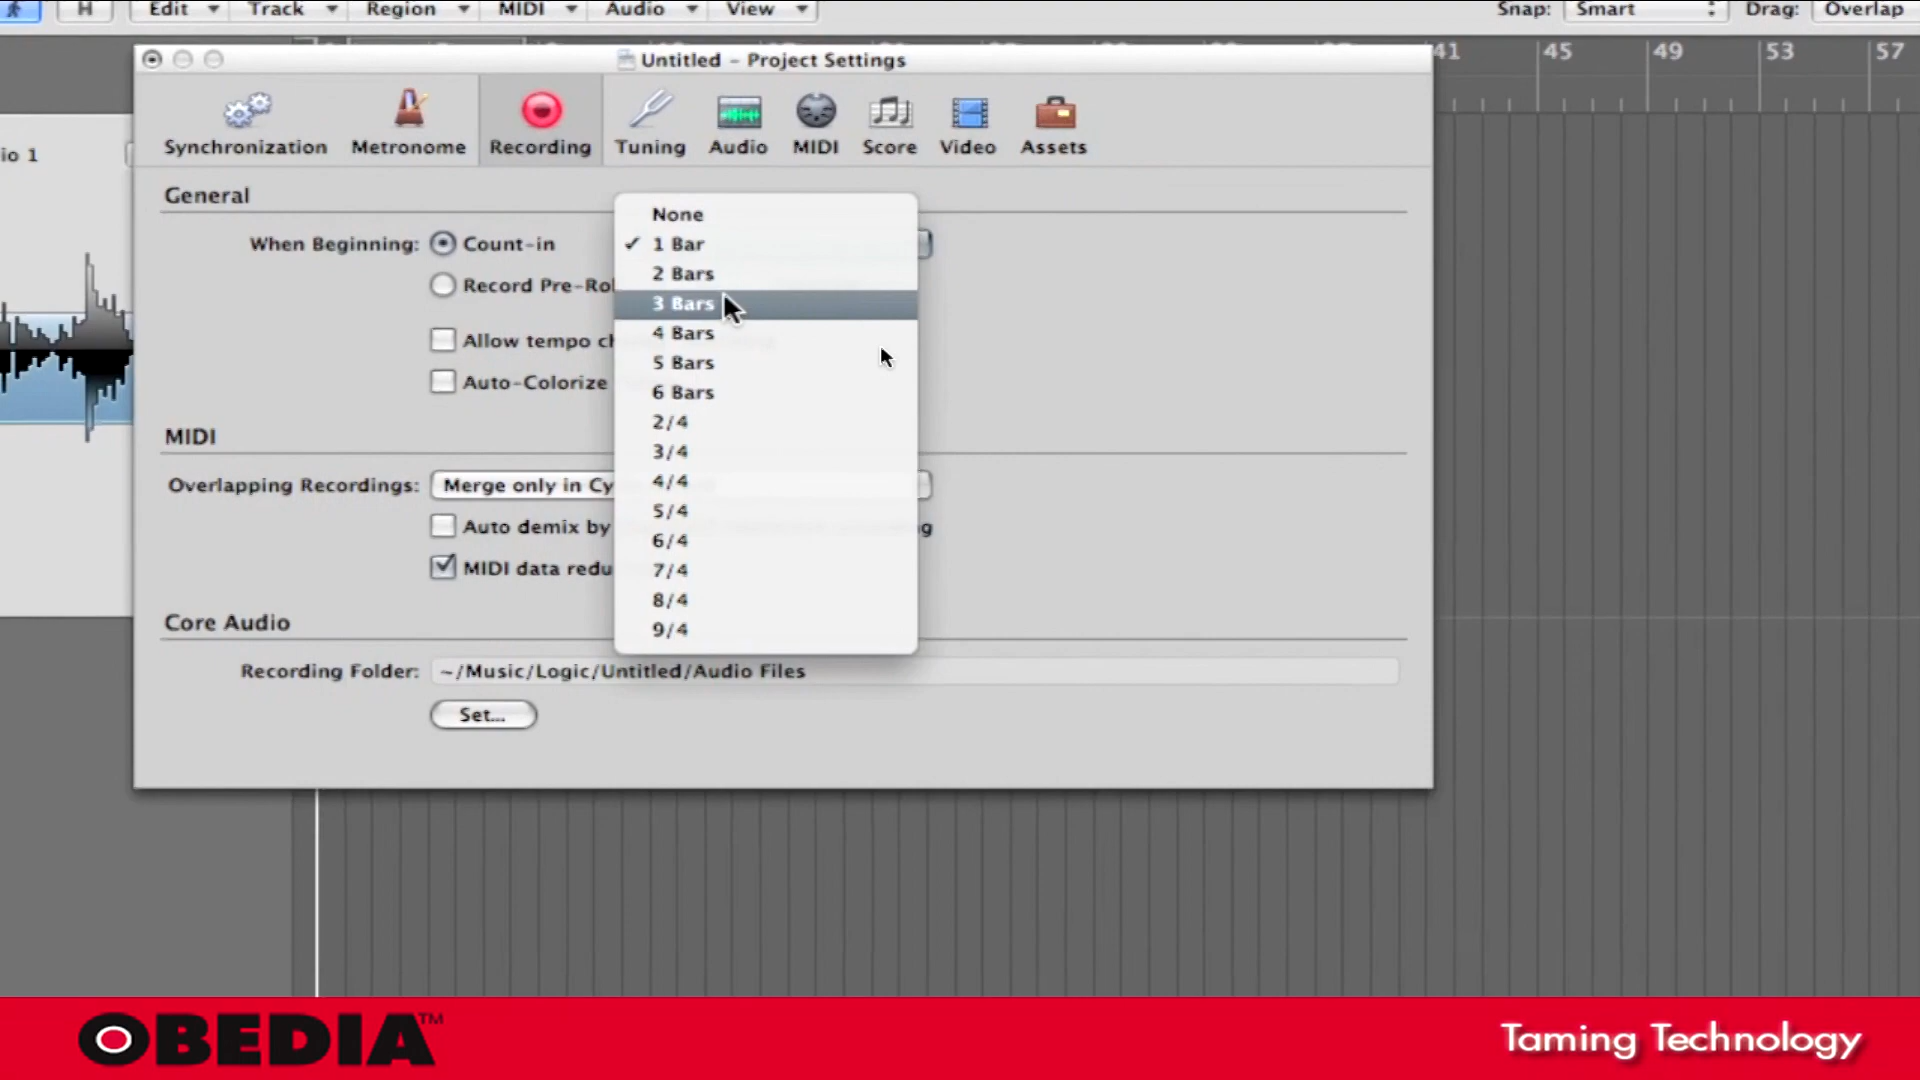 H Edit Track Region MIDI Audio View Snap: Smart Drag: Overlap
41 45 49 53 57
Untitled - Project Settings
Synchronization Metronome Recording Tuning Audio MIDI Score Video Assets
io 1
General
When Beginning: Count-in
Record Pre-Rol
Allow tempo ch
Auto-Colorize
None
✓ 1 Bar
2 Bars
3 Bars
4 Bars
5 Bars
6 Bars
2/4
3/4
4/4
5/4
6/4
7/4
8/4
9/4
MIDI
Overlapping Recordings: Merge only in Cy
Auto demix by
MIDI data redu
Core Audio
Recording Folder: ~/Music/Logic/Untitled/Audio Files
Set...
OBEDIA™
Taming Technology